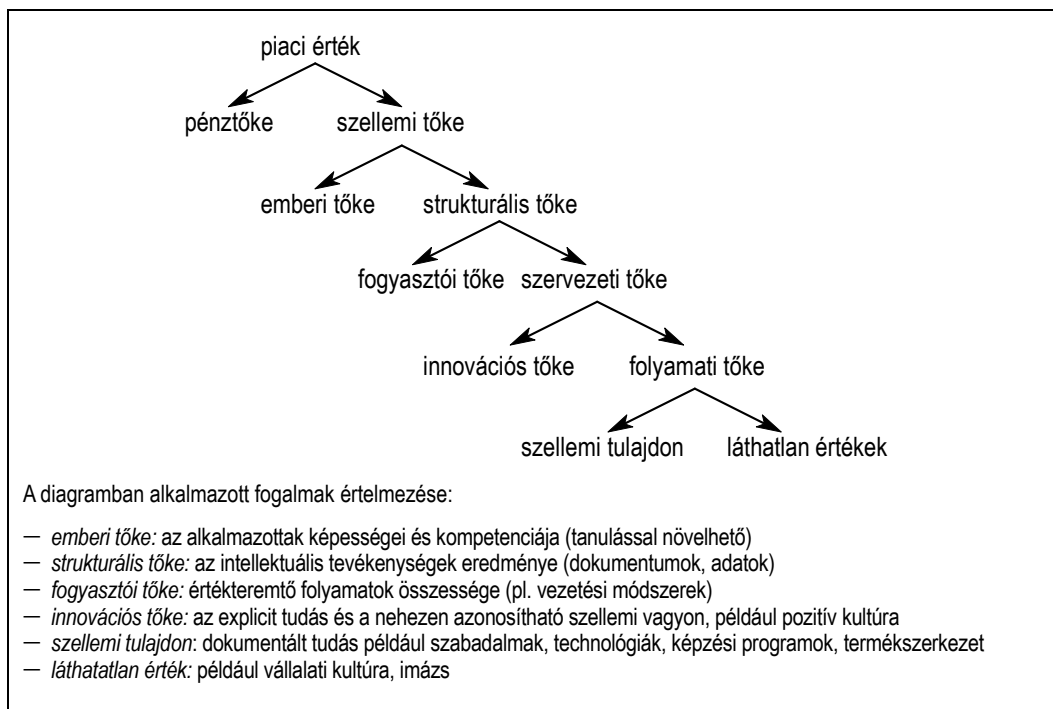 piaci érték
pénztőke szellemi tőke
emberi tőke strukturális tőke
fogyasztói tőke szervezeti tőke
innovációs tőke folyamati tőke
szellemi tulajdon láthatlan értékek
A diagramban alkalmazott fogalmak értelmezése:
— emberi tőke: az alkalmazottak képességei és kompetenciája (tanulással növelhető)
— strukturális tőke: az intellektuális tevékenységek eredménye (dokumentumok, adatok)
— fogyasztói tőke: értékteremtő folyamatok összessége (pl. vezetési módszerek)
— innovációs tőke: az explicit tudás és a nehezen azonosítható szellemi vagyon, például pozitív kultúra
— szellemi tulajdon: dokumentált tudás például szabadalmak, technológiák, képzési programok, termékszerkezet
— láthatatlan érték: például vállalati kultúra, imázs